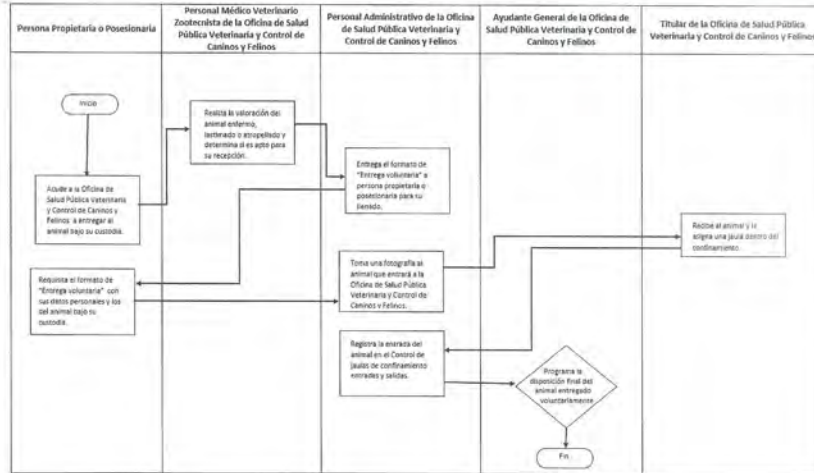 Persona Propietaria o Posesionaria
Personal Médico Veterinario
Zootecnista de la Oficina de Salud
Pública Veterinaria y Control de
Caninos y Felinos
Personal Administrativo de la Oficina
de Salud Pública Veterinaria y
Control de Caninos y Felinos
Ayudante General de la Oficina de
Salud Pública Veterinaria y Control
de Caninos y Felinos
Titular de la Oficina de Salud Pública
Veterinaria y Control de Caninos y Felinos
Inicio
Acude a la Oficina de
Salud Pública Veterinaria
y Control de Caninos y
Felinos a entregar al
animal bajo su custodia.
Realiza la valoración del
animal enfermo,
lastimado o atropellado y
determina si es apto para
su recepción.
Entrega el formato de
"Entrega voluntaria" a
persona propietaria o
posesionaria para su
llenado.
Requisita el formato de
"Entrega voluntaria" con
sus datos personales y los
del animal bajo su
custodia.
Toma una fotografía al
animal que entrará a la
Oficina de Salud Pública
Veterinaria y Control de
Caninos y Felinos.
Recibe al animal y le
asigna una jaula dentro del
confinamiento.
Registra la entrada del
animal en el Control de
jaulas de confinamiento
entradas y salidas.
Programa la
disposición final del
animal entregado
voluntariamente
Fin